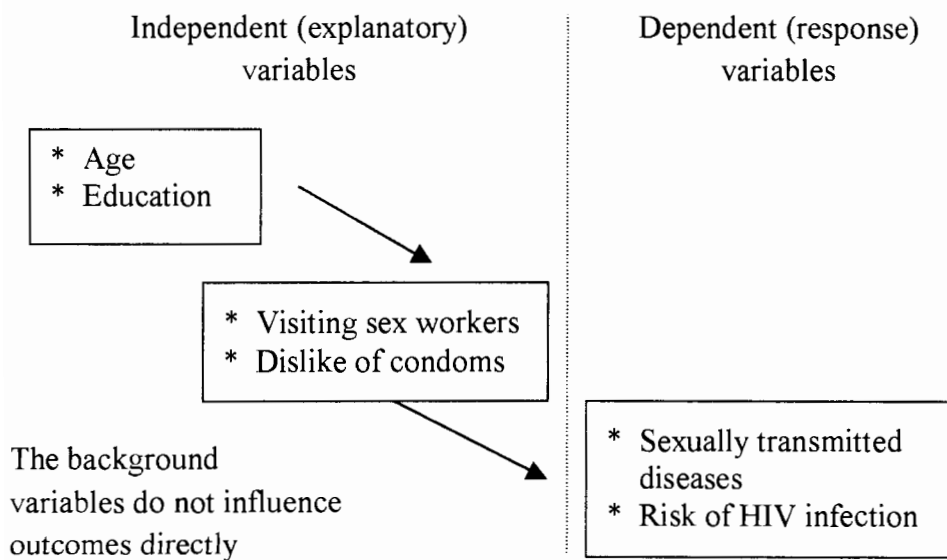 Independent (explanatory)
variables
Dependent (response)
variables
* Age
* Education
* Visiting sex workers
* Dislike of condoms
* Sexually transmitted
diseases
* Risk of HIV infection
The background
variables do not influence
outcomes directly